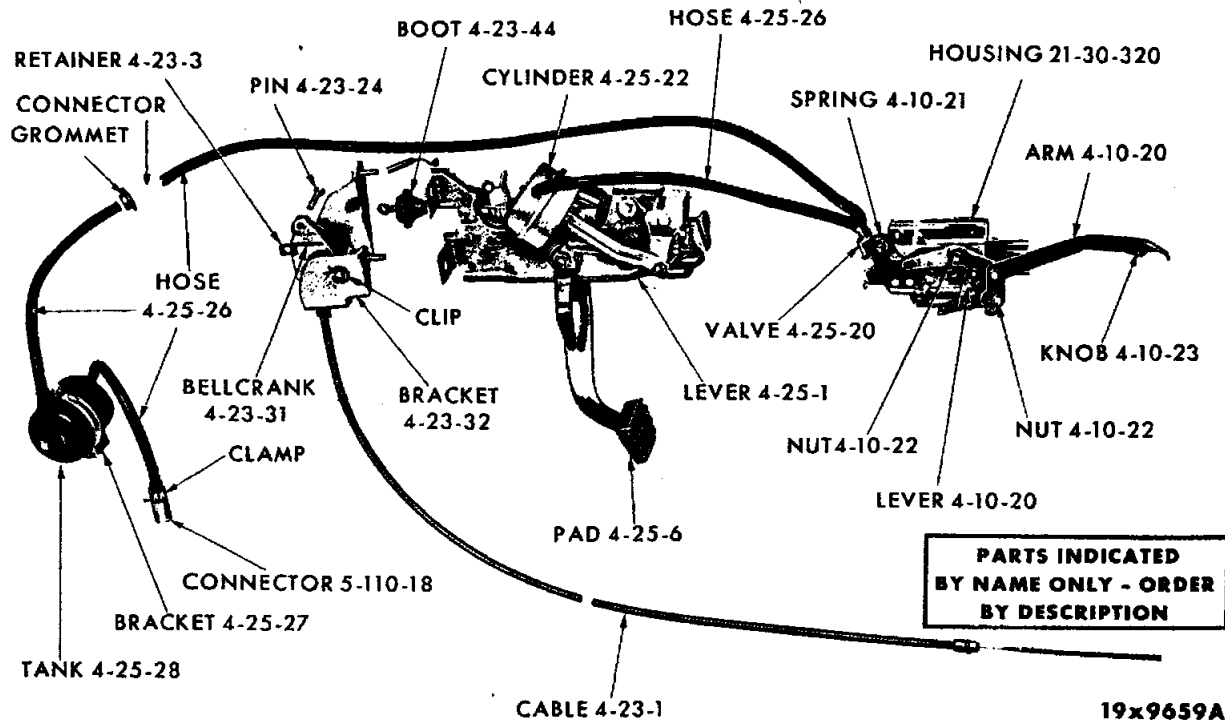 BOOT 4-23-44
HOSE 4-25-26
RETAINER 4-23-3
PIN 4-23-24
CYLINDER 4-25-22
HOUSING 21-30-320
CONNECTOR
GROMMET
SPRING 4-10-21
ARM 4-10-20
HOSE
4-25-26
CLIP
VALVE 4-25-20
KNOB 4-10-23
BELLCRANK
4-23-31
BRACKET
4-23-32
LEVER 4-25-1
NUT 4-10-22
NUT 4-10-22
CLAMP
LEVER 4-10-20
PAD 4-25-6
CONNECTOR 5-110-18
BRACKET 4-25-27
TANK 4-25-28
CABLE 4-23-1
PARTS INDICATED
BY NAME ONLY - ORDER
BY DESCRIPTION
19x9659A